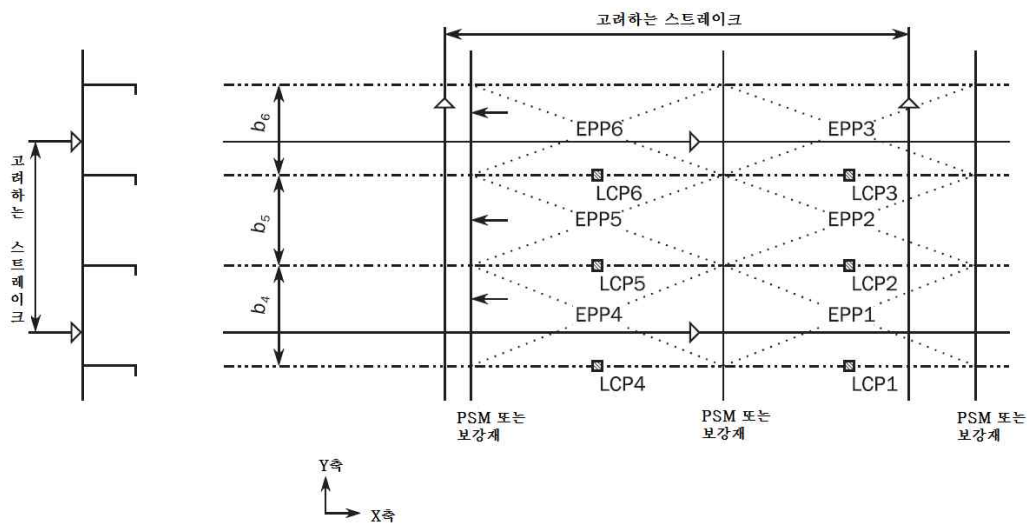 고려하는 스트레이크
고려하는 스트레이크
b6
EPP6
EPP3
LCP6
LCP3
b5
EPP5
EPP2
LCP5
LCP2
b4
EPP4
EPP1
LCP4
LCP1
PSM 또는
보강재
PSM 또는
보강재
PSM 또는
보강재
Y축
X축